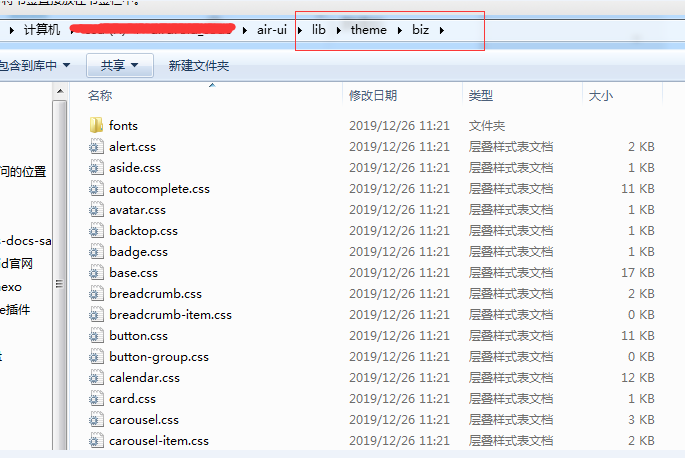 将书签直接放在书签栏中。
计算机 air-ui lib theme biz
包含到库中 共享 新建文件夹
名称 修改日期 类型 大小
fonts 2019/12/26 11:21 文件夹
alert.css 2019/12/26 11:21 层叠样式表文档 2 KB
aside.css 2019/12/26 11:21 层叠样式表文档 1 KB
问的位置
autocomplete.css 2019/12/26 11:21 层叠样式表文档 11 KB
avatar.css 2019/12/26 11:21 层叠样式表文档 1 KB
backtop.css 2019/12/26 11:21 层叠样式表文档 1 KB
s-docs-sa
badge.css 2019/12/26 11:21 层叠样式表文档 1 KB
id官网
base.css 2019/12/26 11:21 层叠样式表文档 17 KB
exo
breadcrumb.css 2019/12/26 11:21 层叠样式表文档 2 KB
e插件
breadcrumb-item.css 2019/12/26 11:21 层叠样式表文档 0 KB
button.css 2019/12/26 11:21 层叠样式表文档 11 KB
button-group.css 2019/12/26 11:21 层叠样式表文档 0 KB
calendar.css 2019/12/26 11:21 层叠样式表文档 12 KB
card.css 2019/12/26 11:21 层叠样式表文档 1 KB
carousel.css 2019/12/26 11:21 层叠样式表文档 3 KB
carousel-item.css 2019/12/26 11:21 层叠样式表文档 2 KB